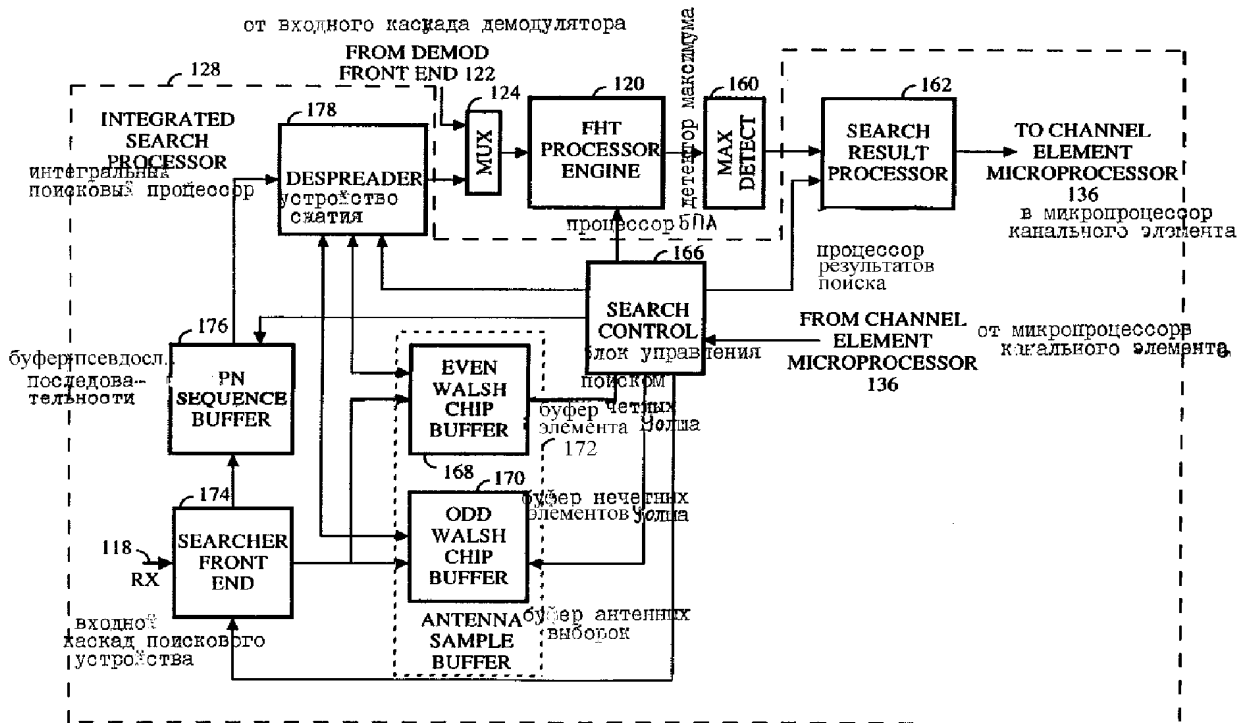 от входного каскада демодулятора
FROM DEMOD
FRONT END 122
детектор максимума
128
178
124
120
160
162
INTEGRATED
SEARCH
PROCESSOR
интегральный
поисковый процессор
DESPREADER
устройство
сжатия
MUX
FHT
PROCESSOR
ENGINE
процессор БПА
MAX
DETECT
SEARCH
RESULT
PROCESSOR
процессор
результатов
поиска
TO CHANNEL
ELEMENT
MICROPROCESSOR
136
в микропроцессор
канального элемента
166
SEARCH
CONTROL
блок управления
поиском
FROM CHANNEL
ELEMENT
MICROPROCESSOR
136
от микропроцессора
канального элемента
176
буфер псевдосл.
последова-
тельности
PN
SEQUENCE
BUFFER
EVEN
WALSH
CHIP
BUFFER
буфер четных
элемента Уолша
168
172
170
ODD
WALSH
CHIP
BUFFER
буфер нечетных
элементов Уолша
174
SEARCHER
FRONT
END
118
RX
входной
каскад поискового
устройства
ANTENNA
SAMPLE
BUFFER
буфер антенных
выборок